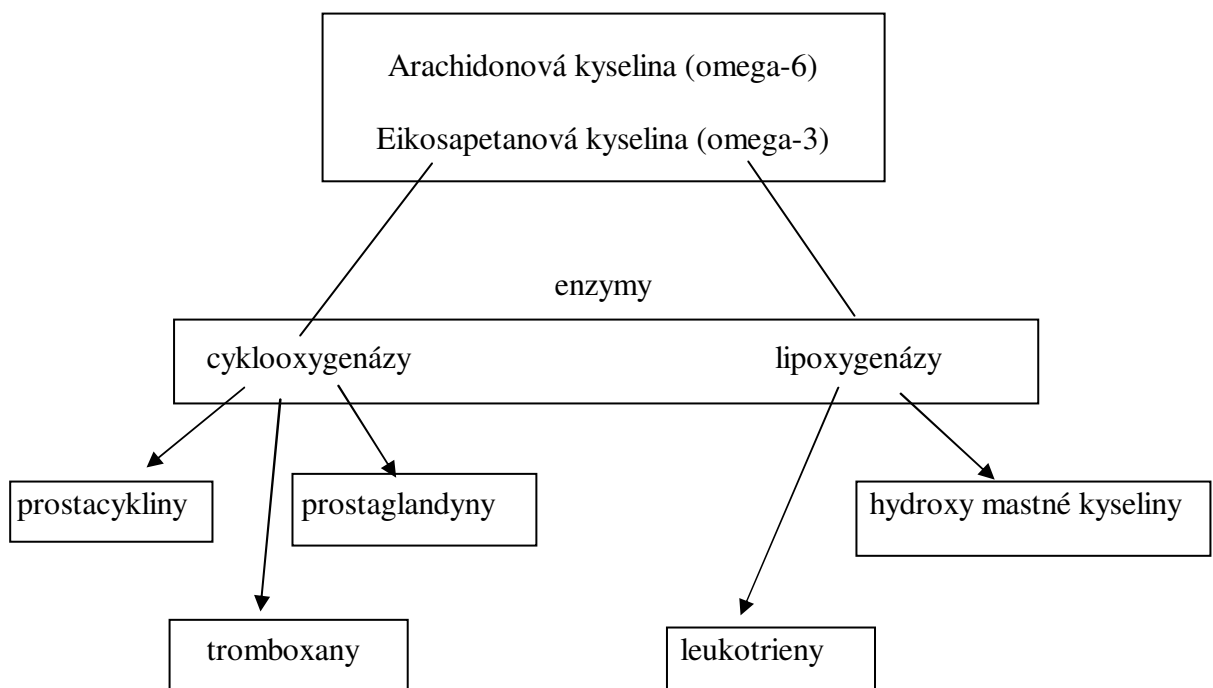 Arachidonová kyselina (omega-6)
Eikosapetanová kyselina (omega-3)
enzymy
cyklooxygenázy
lipoxygenázy
prostacykliny
prostaglandyny
hydroxy mastné kyseliny
tromboxany
leukotrieny